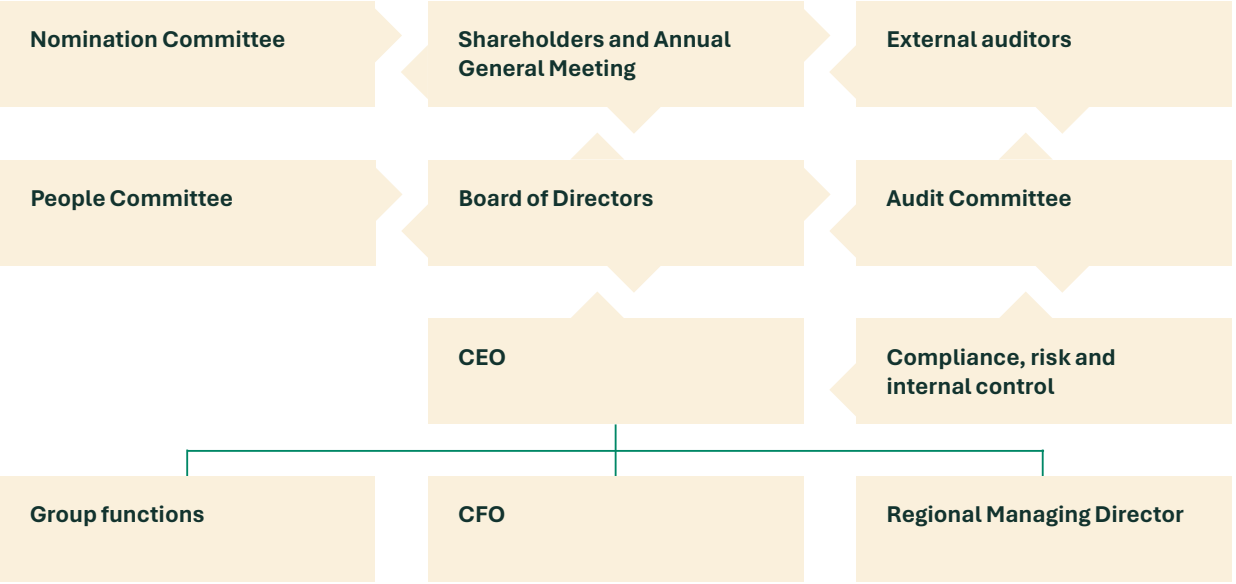 Nomination Committee
Shareholders and Annual
General Meeting
External auditors
People Committee
Board of Directors
Audit Committee
CEO
Compliance, risk and
internal control
Group functions
CFO
Regional Managing Director